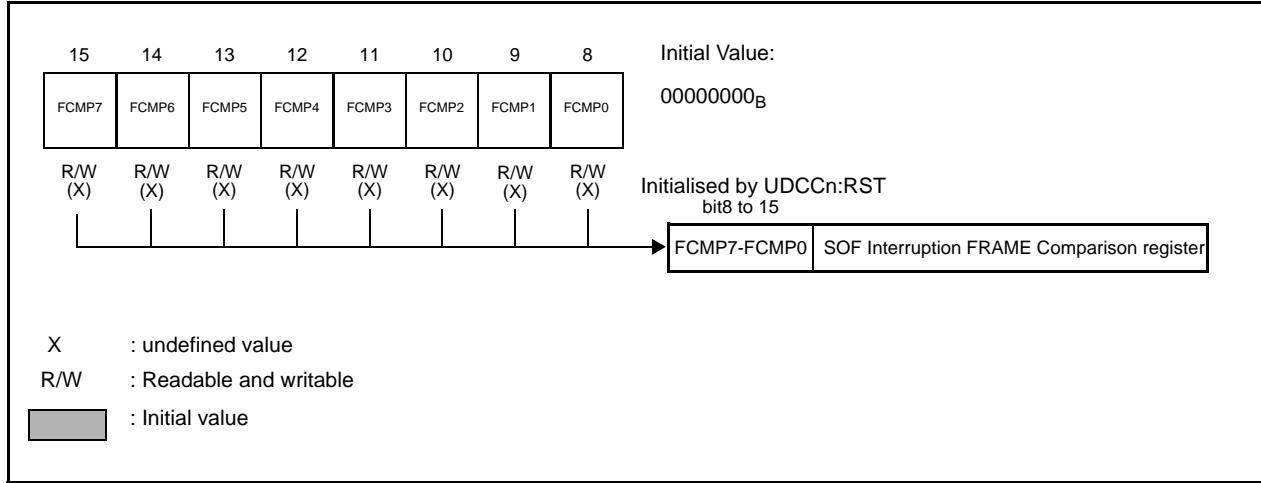 15 14 13 12 11 10 9 8 Initial Value:
FCMP7 FCMP6 FCMP5 FCMP4 FCMP3 FCMP2 FCMP1 FCMP0 00000000B
R/W R/W R/W R/W R/W R/W R/W R/W
(X) (X) (X) (X) (X) (X) (X) (X)
Initialised by UDCCn:RST
bit8 to 15
FCMP7-FCMP0 SOF Interruption FRAME Comparison register
X : undefined value
R/W : Readable and writable
: Initial value